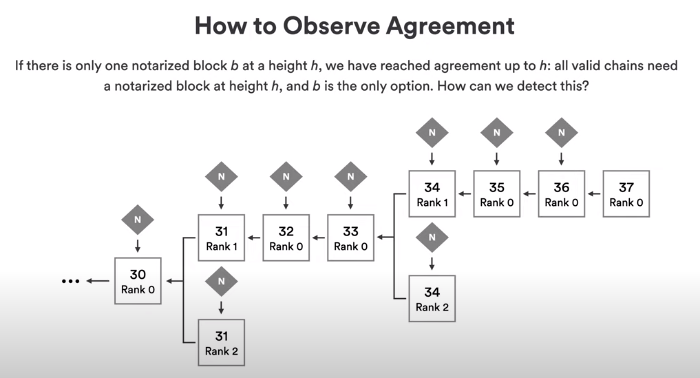 How to Observe Agreement
If there is only one notarized block b at a height h, we have reached agreement up to h: all valid chains need
a notarized block at height h, and b is the only option. How can we detect this?
N
N
N
34
Rank 1
35
Rank 0
36
Rank 0
37
Rank 0
N
N
N
31
Rank 1
32
Rank 0
33
Rank 0
N
34
Rank 2
N
30
Rank 0
N
31
Rank 2
•••